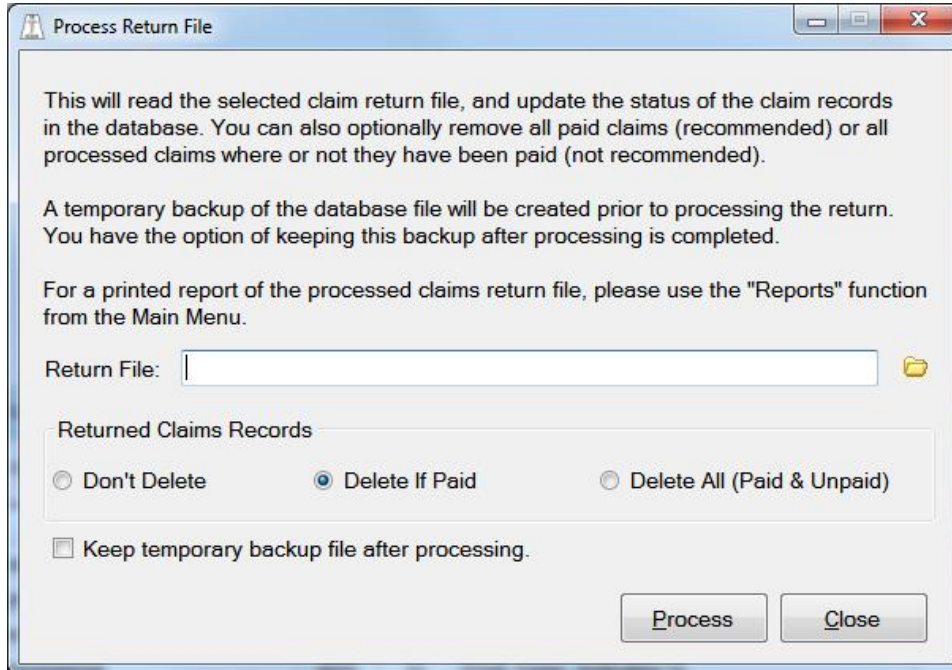 Process Return File
This will read the selected claim return file, and update the status of the claim records
in the database. You can also optionally remove all paid claims (recommended) or all
processed claims where or not they have been paid (not recommended).
A temporary backup of the database file will be created prior to processing the return.
You have the option of keeping this backup after processing is completed.
For a printed report of the processed claims return file, please use the "Reports" function
from the Main Menu.
Return File:
Returned Claims Records
Don't Delete Delete If Paid Delete All (Paid & Unpaid)
Keep temporary backup file after processing.
Process Close